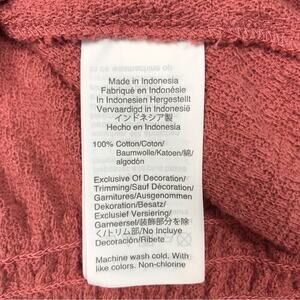 Made in Indonesia
Fabriqué en Indonésie
In Indonesien Hergestellt
Vervaardigd in Indonesië
インドネシア製
Hecho en Indonesia
100% Cotton/Coton/
Baumwolle/Katoen/綿/
algodón
Exclusive Of Decoration/
Trimming/Sauf Décoration/
Garnitures/Ausgenommen
Dekoration/Besatz/
Exclusief Versiering/
Garneersel/装飾部分を除
く/トリム部/No Incluye
Decoración/Ribete
Machine wash cold. With
like colors. Non-chlorine